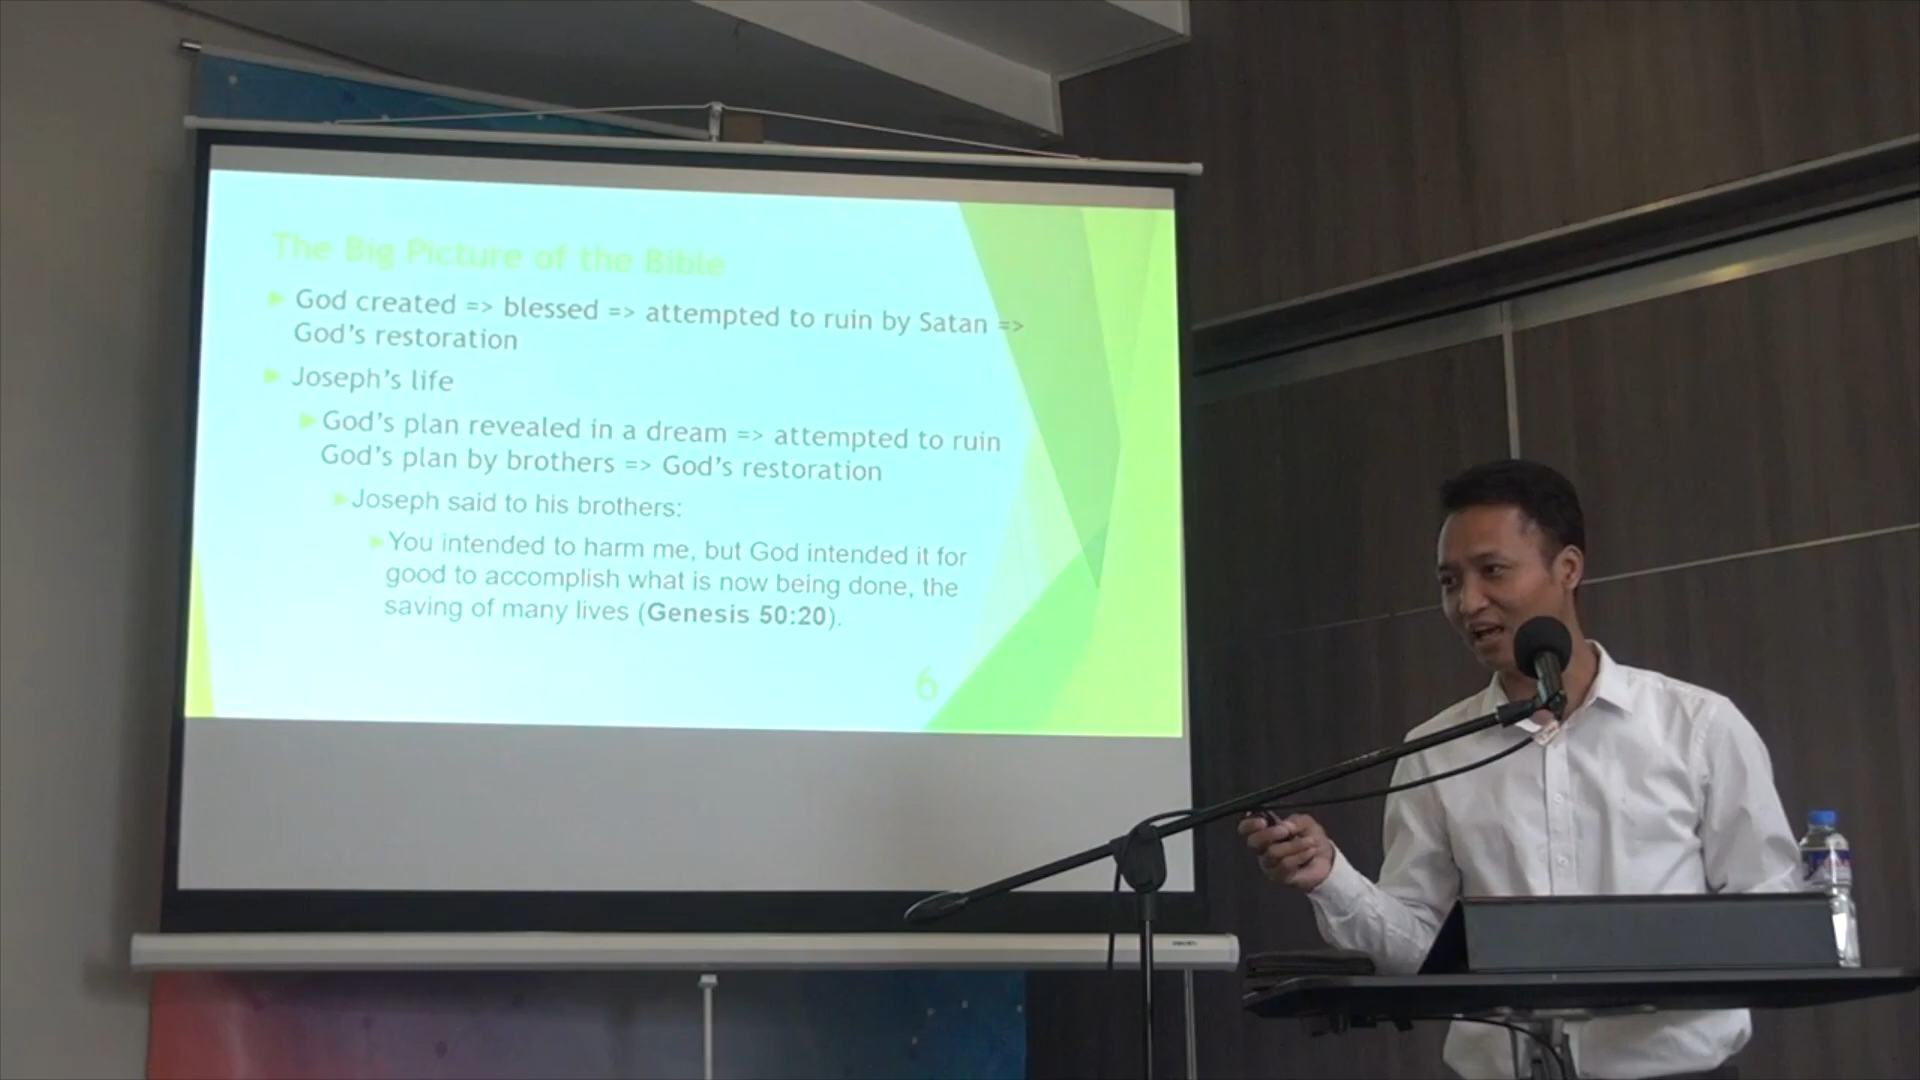 The Big Picture of the Bible
God created => blessed => attempted to ruin by Satan =>
God's restoration
Joseph's life
God's plan revealed in a dream => attempted to ruin
God's plan by brothers => God's restoration
Joseph said to his brothers:
You intended to harm me, but God intended it for
good to accomplish what is now being done, the
saving of many lives (Genesis 50:20).
6